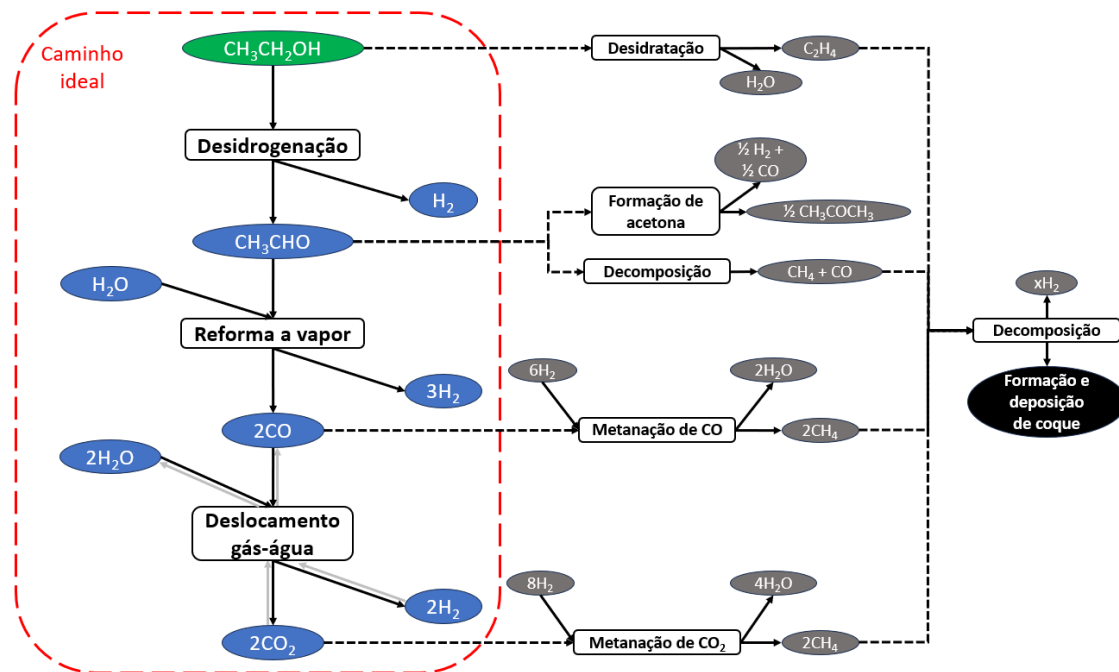 Caminho
ideal
CH₃CH₂OH
Desidratação
C₂H₄
H₂O
Desidrogenação
H₂
½ H₂ +
½ CO
Formação de
acetona
½ CH₃COCH₃
CH₃CHO
Decomposição
CH₄ + CO
H₂O
Reforma a vapor
3H₂
xH₂
Decomposição
Formação e
deposição
de coque
6H₂
2H₂O
2CO
Metanação de CO
2CH₄
2H₂O
Deslocamento
gás-água
2H₂
8H₂
4H₂O
2CO₂
Metanação de CO₂
2CH₄